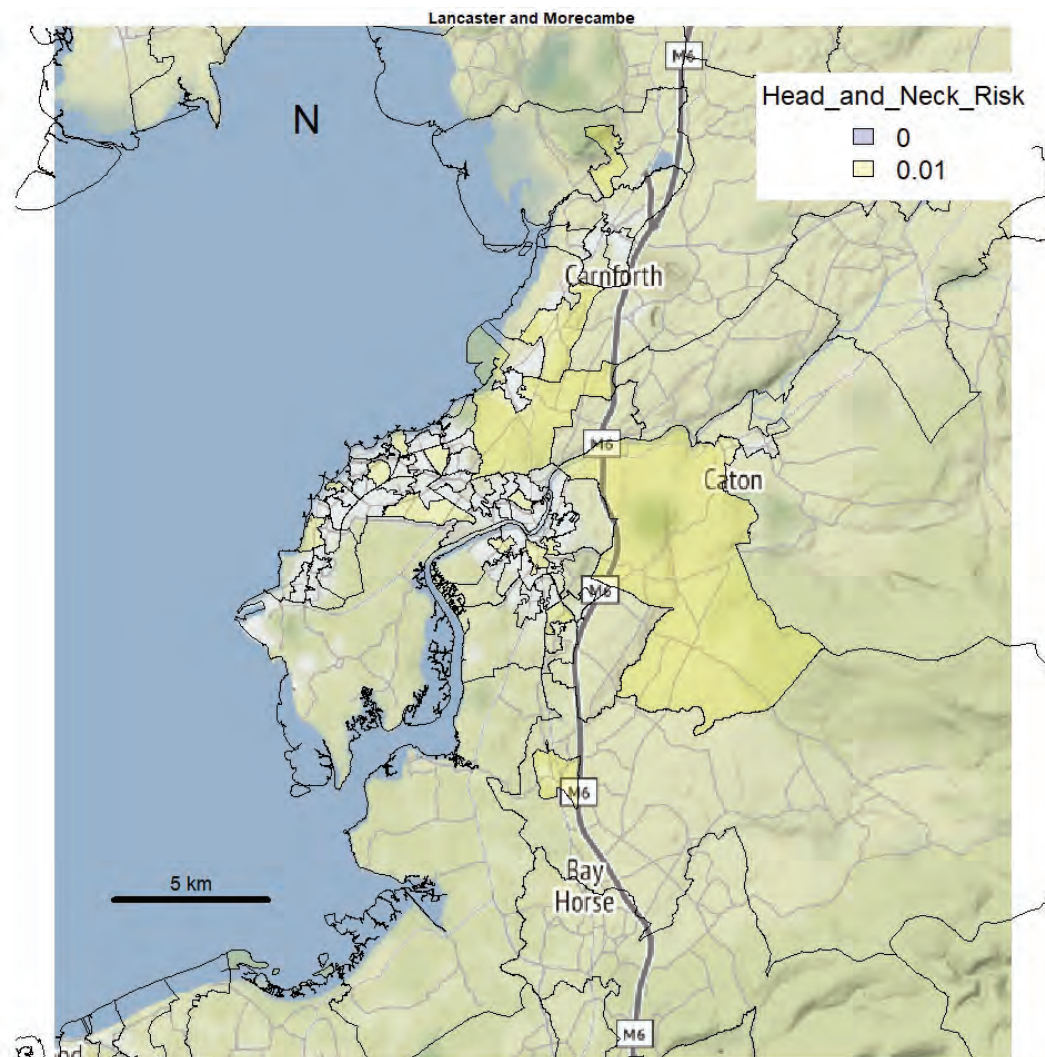 Lancaster and Morecambe
M6
N
Head_and_Neck_Risk
0
0.01
Carnforth
M6
Caton
M6
M6
5 km
Bay
Horse
M6